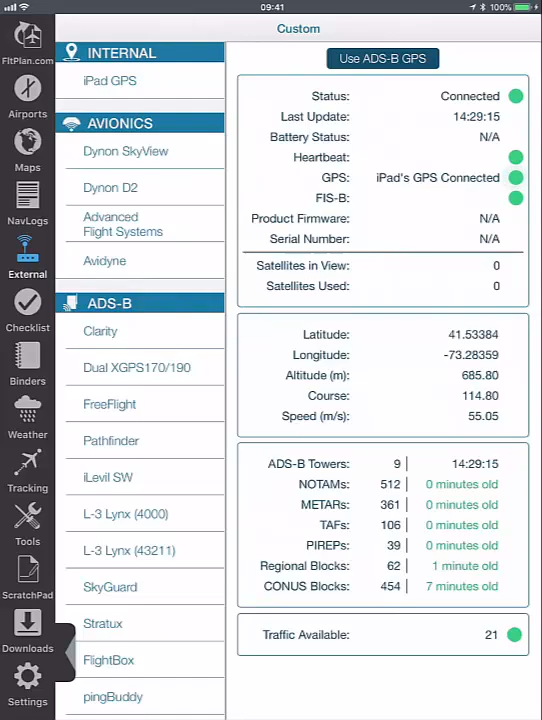 09:41
100%
Custom
FltPlan.com
Airports
Maps
NavLogs
External
Checklist
Binders
Weather
Tracking
Tools
ScratchPad
Downloads
Settings
INTERNAL
iPad GPS
AVIONICS
Dynon SkyView
Dynon D2
Advanced
Flight Systems
Avidyne
ADS-B
Clarity
Dual XGPS170/190
FreeFlight
Pathfinder
iLevil SW
L-3 Lynx (4000)
L-3 Lynx (43211)
SkyGuard
Stratux
FlightBox
pingBuddy
Use ADS-B GPS
Status: Connected
Last Update: 14:29:15
Battery Status: N/A
Heartbeat:
GPS: iPad's GPS Connected
FIS-B:
Product Firmware: N/A
Serial Number: N/A
Satellites in View: 0
Satellites Used: 0
Latitude: 41.53384
Longitude: -73.28359
Altitude (m): 685.80
Course: 114.80
Speed (m/s): 55.05
ADS-B Towers: 9 | 14:29:15
NOTAMs: 512 | 0 minutes old
METARs: 361 | 0 minutes old
TAFs: 106 | 0 minutes old
PIREPs: 39 | 0 minutes old
Regional Blocks: 62 | 1 minute old
CONUS Blocks: 454 | 7 minutes old
Traffic Available: 21